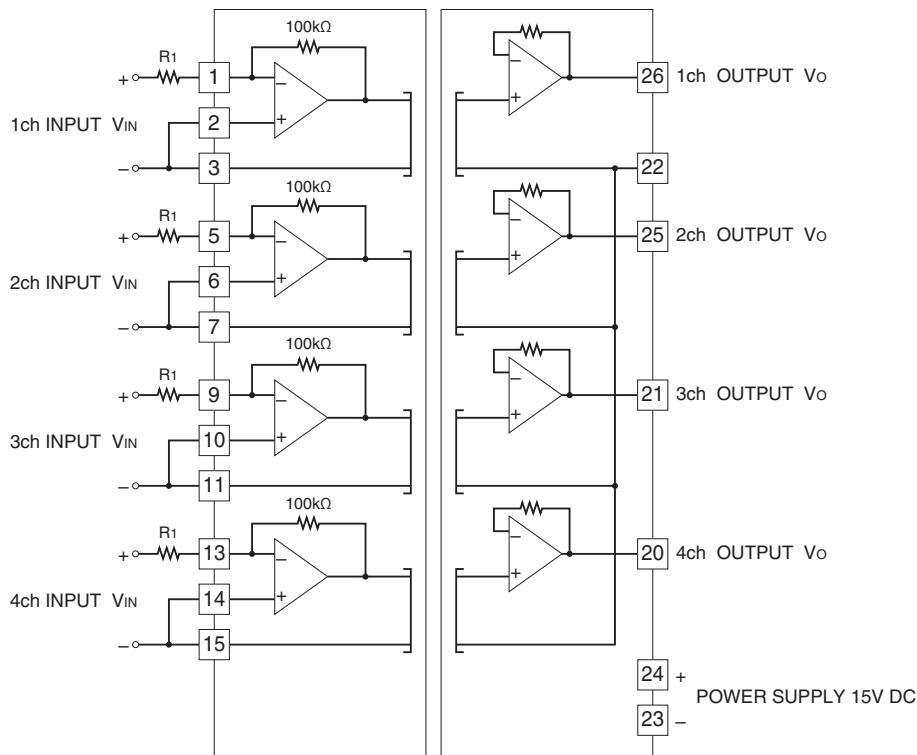 100kΩ
+ R1 1 − 26 1ch OUTPUT VO
2 +
1ch INPUT VIN
− 3 22
100kΩ
+ R1 5 − 25 2ch OUTPUT VO
6 +
2ch INPUT VIN
− 7
100kΩ
+ R1 9 − 21 3ch OUTPUT VO
10 +
3ch INPUT VIN
− 11
100kΩ
+ R1 13 − 20 4ch OUTPUT VO
14 +
4ch INPUT VIN
− 15
24 +
POWER SUPPLY 15V DC
23 −